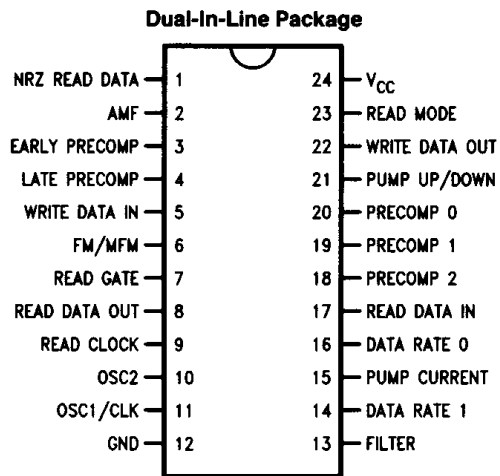 Dual-In-Line Package
NRZ READ DATA 1 24 VCC
AMF 2 23 READ MODE
EARLY PRECOMP 3 22 WRITE DATA OUT
LATE PRECOMP 4 21 PUMP UP/DOWN
WRITE DATA IN 5 20 PRECOMP 0
FM/MFM 6 19 PRECOMP 1
READ GATE 7 18 PRECOMP 2
READ DATA OUT 8 17 READ DATA IN
READ CLOCK 9 16 DATA RATE 0
OSC2 10 15 PUMP CURRENT
OSC1/CLK 11 14 DATA RATE 1
GND 12 13 FILTER